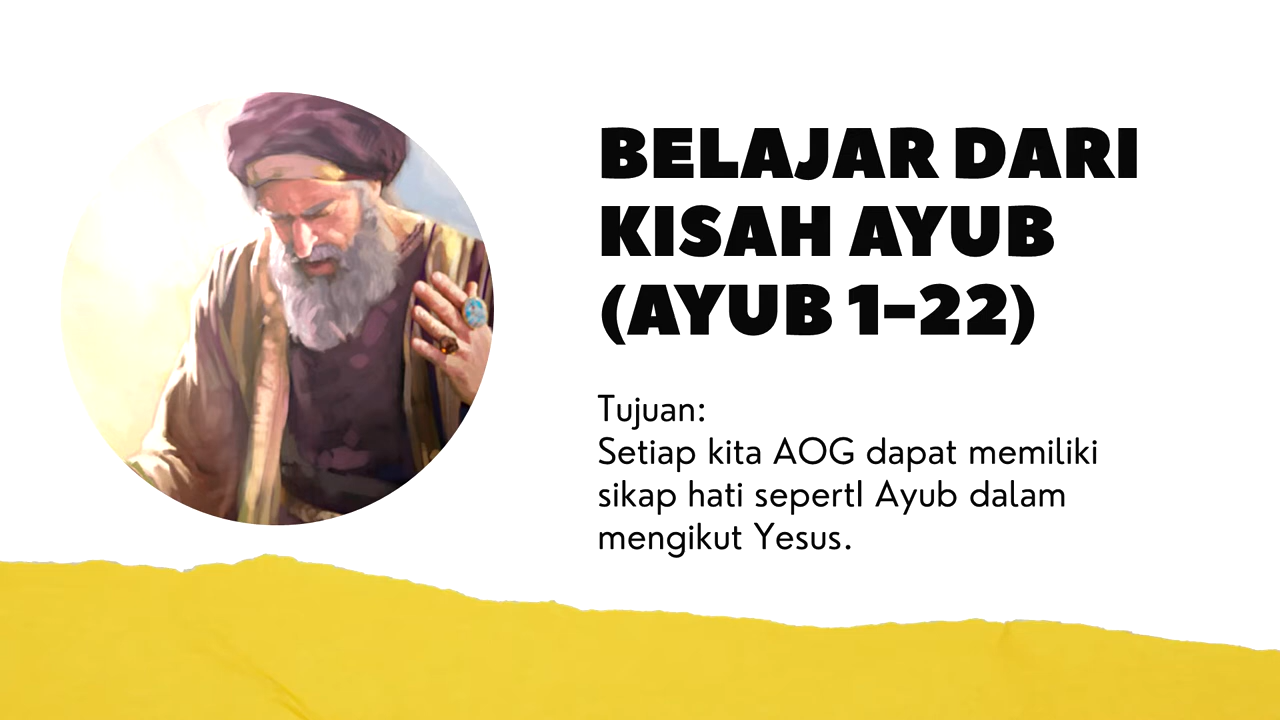 BELAJAR DARI
KISAH AYUB
(AYUB 1-22)
Tujuan:
Setiap kita AOG dapat memiliki
sikap hati sepertI Ayub dalam
mengikut Yesus.